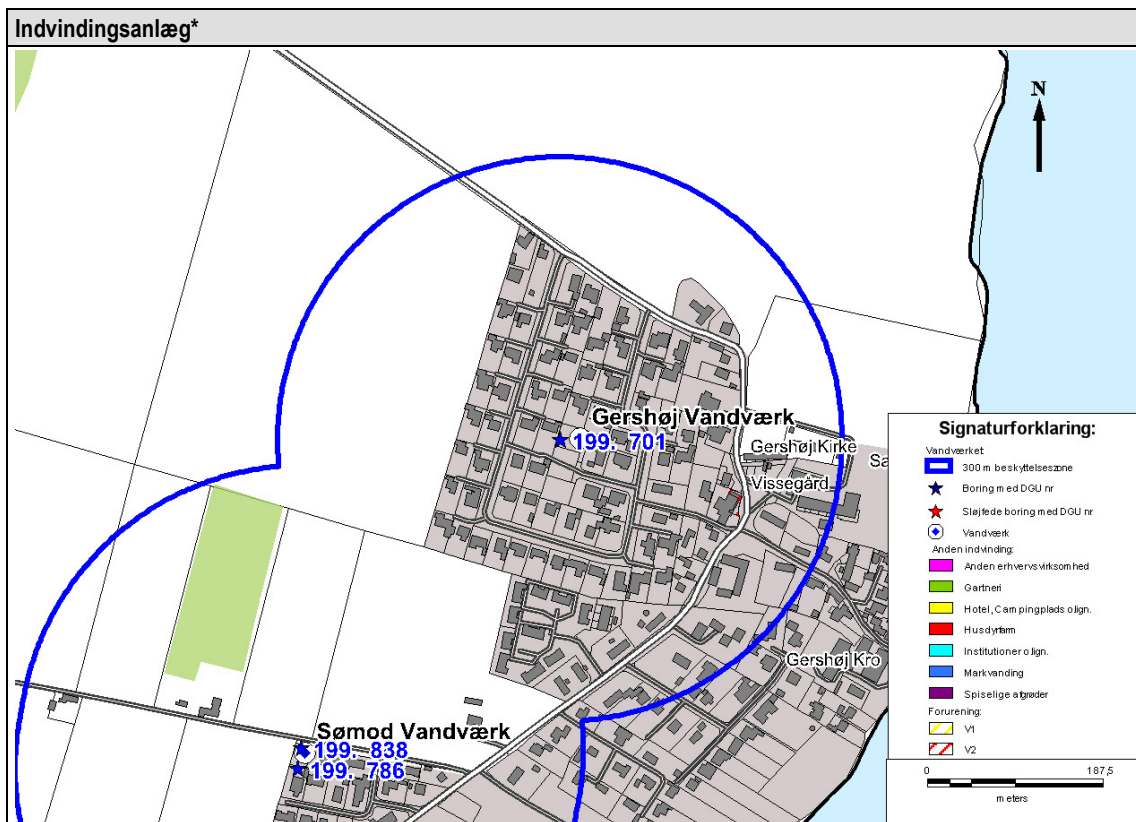 Indvindingsanlæg*
N
Gershøj Vandværk
199. 701
Gershøj Kirke
Sa
Vissegård
Gershøj Kro
Sømod Vandværk
199. 838
199. 786
Signaturforklaring:
Vandværket:
300 m beskyttelseszone
Boring med DGU nr
Sløjfede boring med DGU nr
Vandværk
Anden indvinding:
Anden erhvervsvirksomhed
Gartneri
Hotel, Campingplads o.lign.
Husdyrfarm
Institutioner o.lign.
Markvanding
Spiselige afgrøder
Forurening:
V1
V2
0 187,5
meters